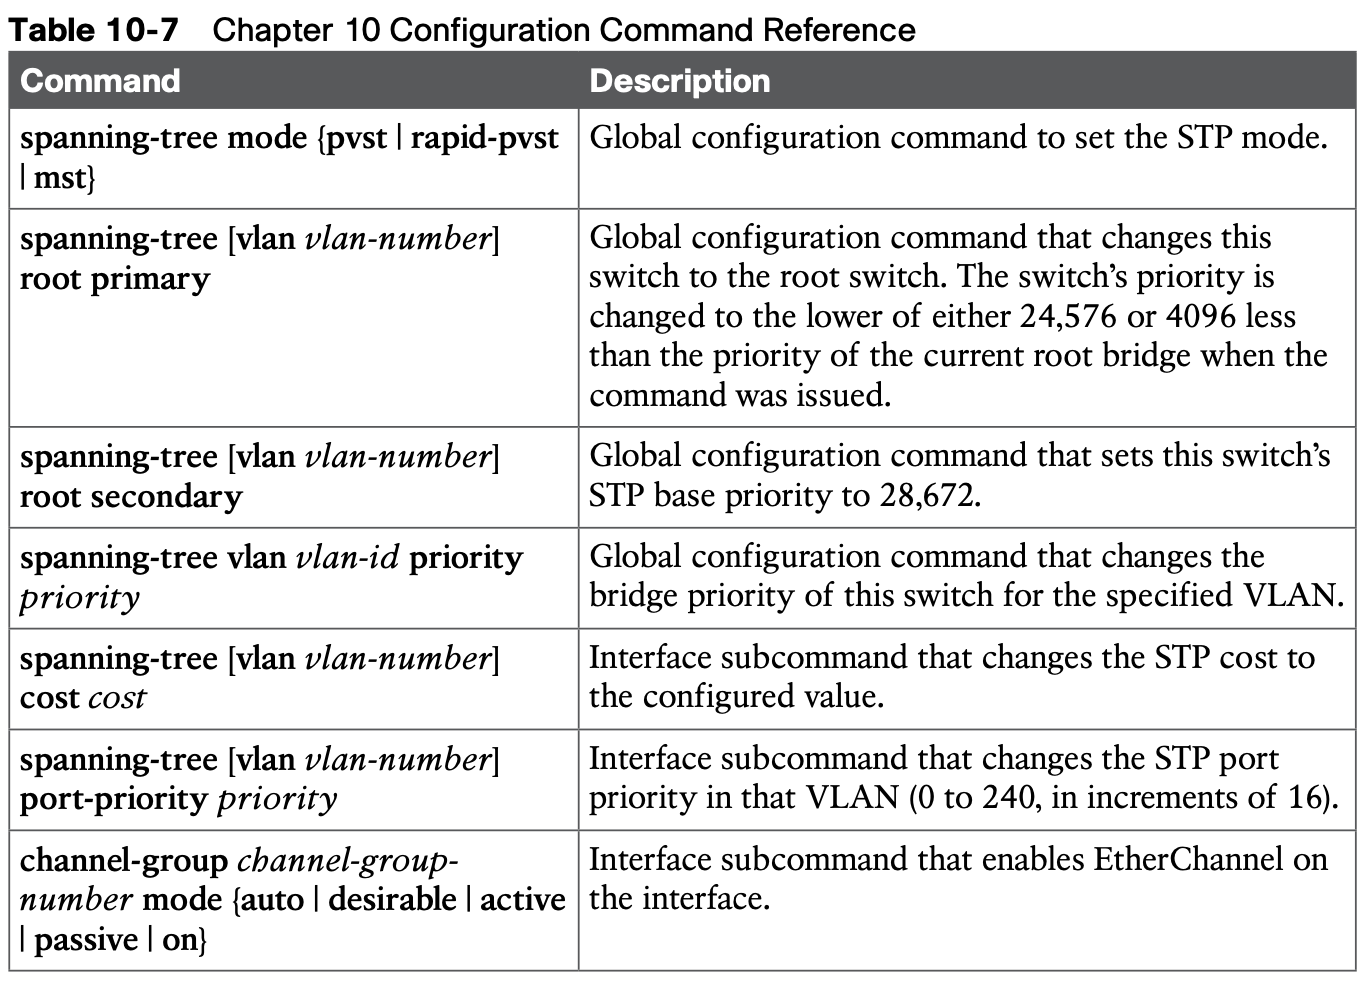 Table 10-7 Chapter 10 Configuration Command Reference
Command Description
spanning-tree mode {pvst | rapid-pvst
| mst}
Global configuration command to set the STP mode.
spanning-tree [vlan vlan-number]
root primary
Global configuration command that changes this
switch to the root switch. The switch’s priority is
changed to the lower of either 24,576 or 4096 less
than the priority of the current root bridge when the
command was issued.
spanning-tree [vlan vlan-number]
root secondary
Global configuration command that sets this switch’s
STP base priority to 28,672.
spanning-tree vlan vlan-id priority
priority
Global configuration command that changes the
bridge priority of this switch for the specified VLAN.
spanning-tree [vlan vlan-number]
cost cost
Interface subcommand that changes the STP cost to
the configured value.
spanning-tree [vlan vlan-number]
port-priority priority
Interface subcommand that changes the STP port
priority in that VLAN (0 to 240, in increments of 16).
channel-group channel-group-
number mode {auto | desirable | active
| passive | on}
Interface subcommand that enables EtherChannel on
the interface.